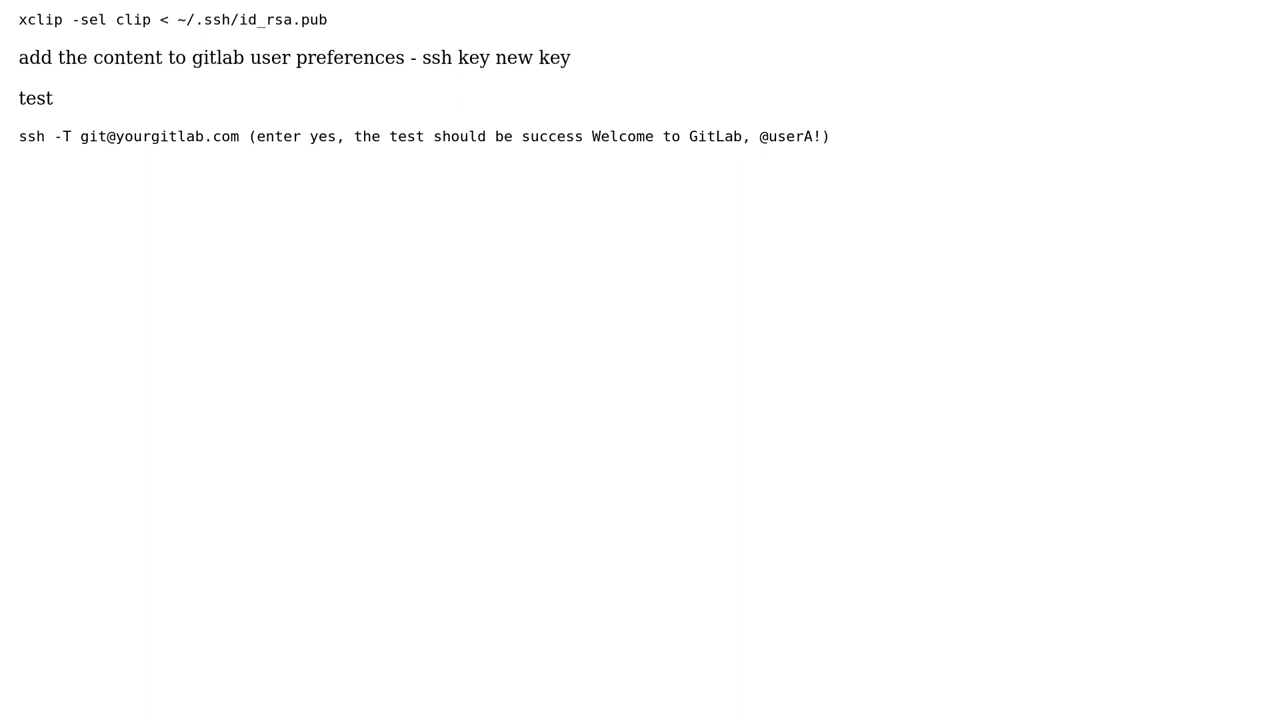 xclip -sel clip < ~/.ssh/id_rsa.pub
add the content to gitlab user preferences - ssh key new key
test
ssh -T git@yourgitlab.com (enter yes, the test should be success Welcome to GitLab, @userA!)